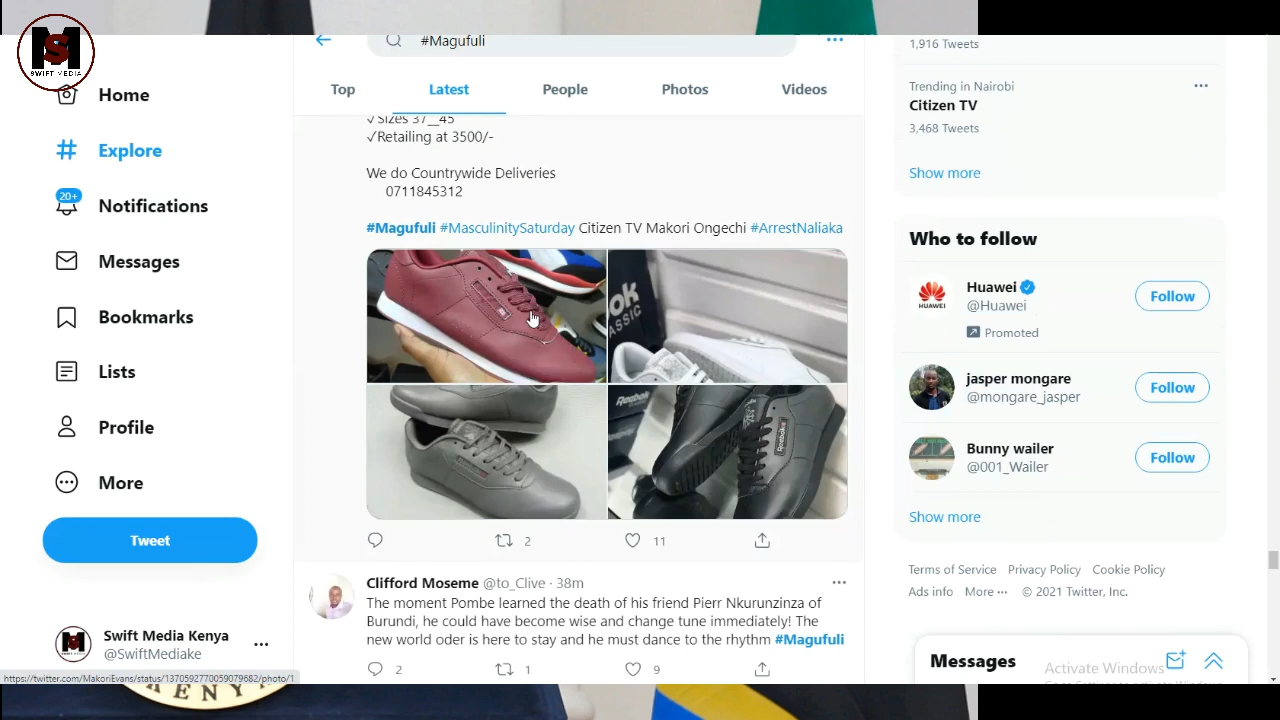 M
S
SWIFT MEDIA
Home
Explore
20+
Notifications
Messages
Bookmarks
Lists
Profile
More
Tweet
Swift Media Kenya
@SwiftMediake
https://twitter.com/MakoriEvans/status/1370592770059079682/photo/1
#Magufuli
Top
Latest
People
Photos
Videos
√Sizes 37__45
√Retailing at 3500/-
We do Countrywide Deliveries
0711845312
#Magufuli #MasculinitySaturday Citizen TV Makori Ongechi #ArrestNaliaka
Reebok
2
11
Clifford Moseme @to_Clive · 38m
The moment Pombe learned the death of his friend Pierr Nkurunzinza of
Burundi, he could have become wise and change tune immediately! The
new world oder is here to stay and he must dance to the rhythm #Magufuli
2
1
9
1,916 Tweets
Trending in Nairobi
Citizen TV
3,468 Tweets
Show more
Who to follow
HUAWEI
Huawei
@Huawei
Promoted
Follow
jasper mongare
@mongare_jasper
Follow
Bunny wailer
@001_Wailer
Follow
Show more
Terms of Service Privacy Policy Cookie Policy
Ads info More © 2021 Twitter, Inc.
Messages
Activate Windows
KENYA